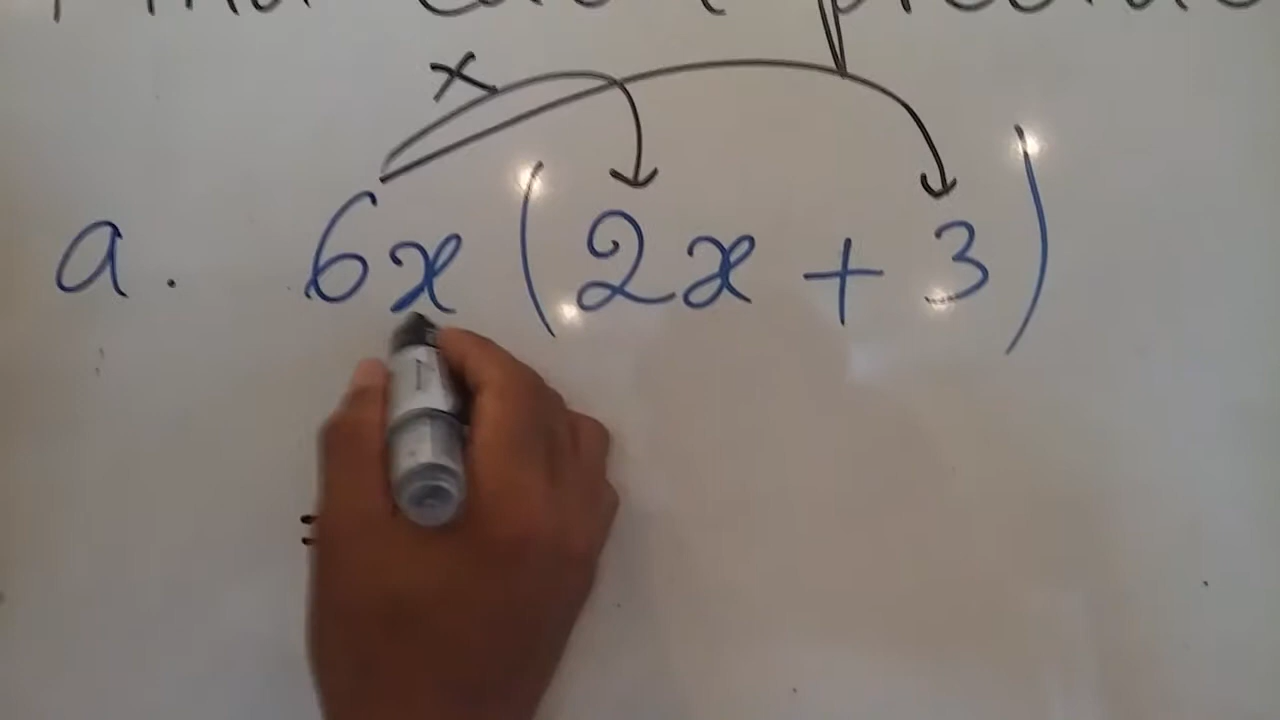 ×
a. 6x (2x + 3)
=